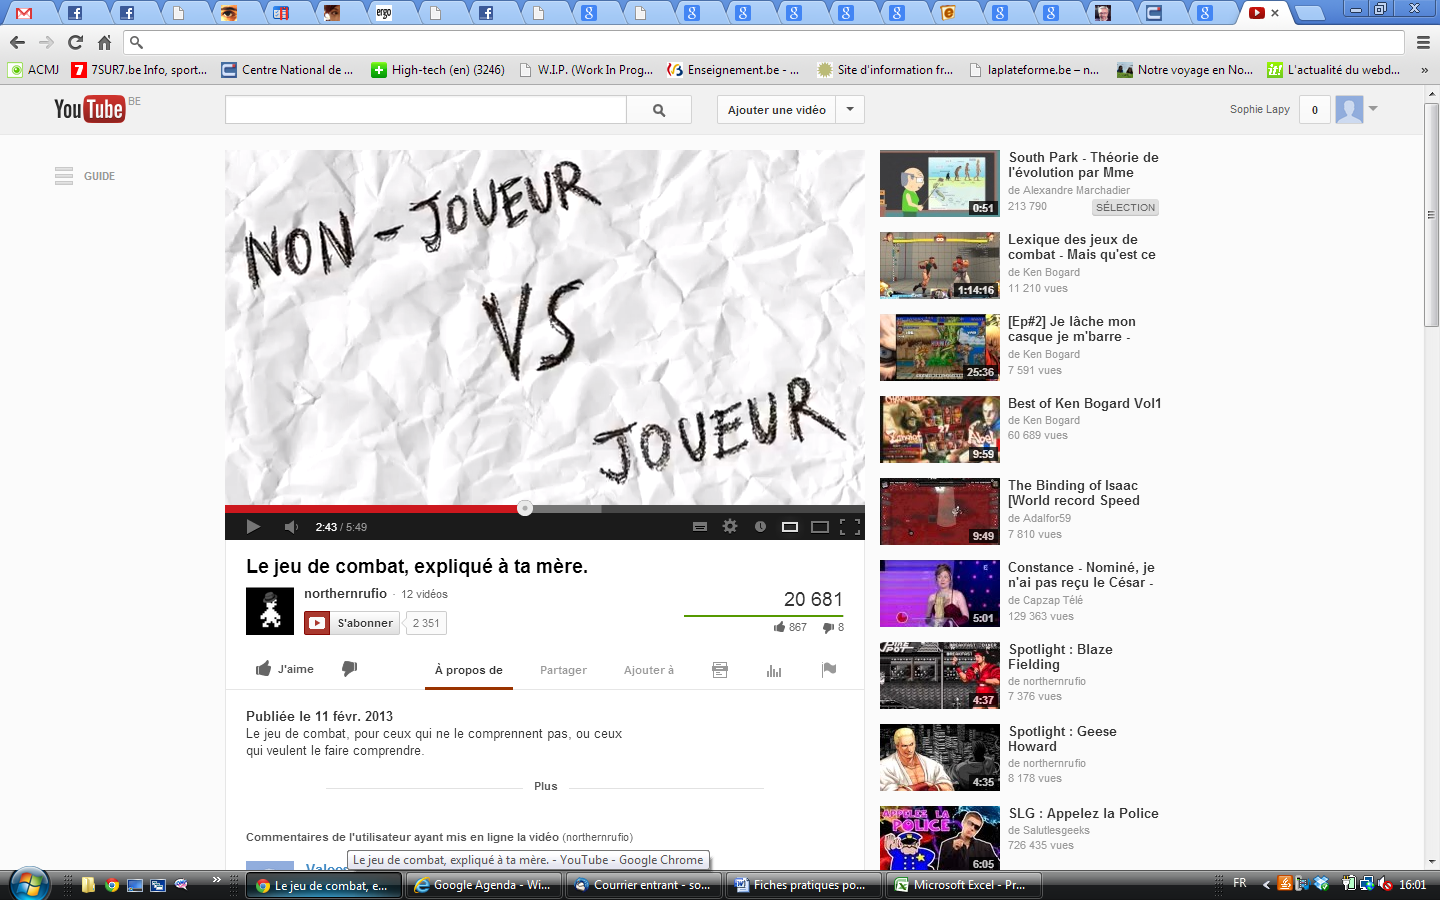 ACMJ
7SUR7.be Info, sport...
Centre National de ...
High-tech (en) (3246)
W.I.P. (Work In Prog...
Enseignement.be - ...
Site d'information fr...
laplateforme.be – n...
Notre voyage en No...
L'actualité du webd...
»
YouTube BE
Ajouter une vidéo
Sophie Lapy
0
GUIDE
NON - JOUEUR
VS
JOUEUR
2:43 / 5:49
Le jeu de combat, expliqué à ta mère.
northernrufio · 12 vidéos
S'abonner 2 351
20 681
867 8
J'aime
À propos de
Partager
Ajouter à
Publiée le 11 févr. 2013
Le jeu de combat, pour ceux qui ne le comprennent pas, ou ceux
qui veulent le faire comprendre.
Plus
Commentaires de l'utilisateur ayant mis en ligne la vidéo (northernrufio)
Le jeu de combat, expliqué à ta mère. - YouTube - Google Chrome
0:51
South Park - Théorie de
l'évolution par Mme
de Alexandre Marchadier
213 790
SÉLECTION
1:14:16
Lexique des jeux de
combat - Mais qu'est ce
de Ken Bogard
11 210 vues
25:36
[Ep#2] Je lâche mon
casque je m'barre -
de Ken Bogard
7 591 vues
9:59
Best of Ken Bogard Vol1
de Ken Bogard
60 689 vues
9:49
The Binding of Isaac
[World record Speed
de Adalfor59
7 810 vues
5:01
Constance - Nominé, je
n'ai pas reçu le César -
de Capzap Télé
129 363 vues
4:37
Spotlight : Blaze
Fielding
de northernrufio
7 376 vues
4:35
Spotlight : Geese
Howard
de northernrufio
8 178 vues
APPELEZ LA
POLICE
6:05
SLG : Appelez la Police
de Salutlesgeeks
726 435 vues
»
Le jeu de combat, e...
Google Agenda - Wi...
Courrier entrant - so...
Fiches pratiques po...
Microsoft Excel - Pr...
FR
16:01